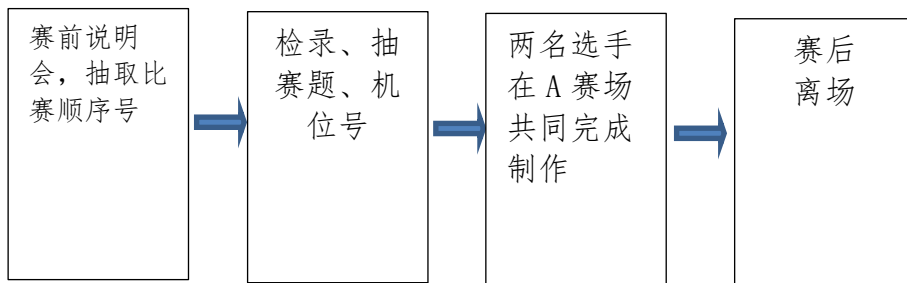 赛前说明
会，抽取比
赛顺序号
检录、抽
赛题、机
位号
两名选手
在 A 赛场
共同完成
制作
赛后
离场